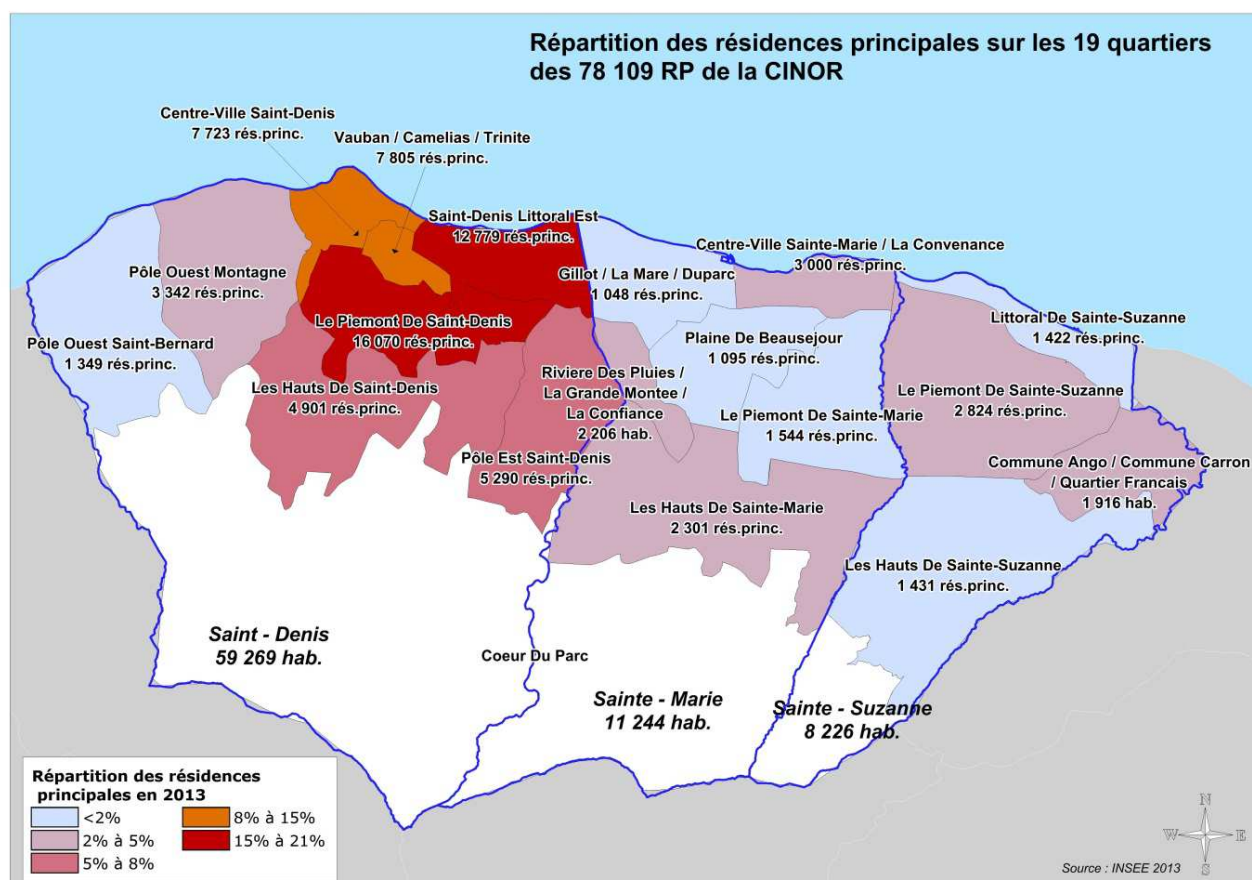 Répartition des résidences principales sur les 19 quartiers
des 78 109 RP de la CINOR
Centre-Ville Saint-Denis
7 723 rés.princ.
Vauban / Camelias / Trinite
7 805 rés.princ.
Saint-Denis Littoral Est
12 779 rés.princ.
Centre-Ville Sainte-Marie / La Convenance
3 000 rés.princ.
Pôle Ouest Montagne
3 342 rés.princ.
Gillot / La Mare / Duparc
1 048 rés.princ.
Littoral De Sainte-Suzanne
1 422 rés.princ.
Le Piemont De Saint-Denis
16 070 rés.princ.
Pôle Ouest Saint-Bernard
1 349 rés.princ.
Plaine De Beausejour
1 095 rés.princ.
Les Hauts De Saint-Denis
4 901 rés.princ.
Riviere Des Pluies /
La Grande Montee /
La Confiance
2 206 hab.
Le Piemont De Sainte-Suzanne
2 824 rés.princ.
Le Piemont De Sainte-Marie
1 544 rés.princ.
Pôle Est Saint-Denis
5 290 rés.princ.
Commune Ango / Commune Carron
/ Quartier Francais
1 916 hab.
Les Hauts De Sainte-Marie
2 301 rés.princ.
Les Hauts De Sainte-Suzanne
1 431 rés.princ.
Saint - Denis
59 269 hab.
Coeur Du Parc
Sainte - Marie
11 244 hab.
Sainte - Suzanne
8 226 hab.
Répartition des résidences
principales en 2013
<2%
2% à 5%
5% à 8%
8% à 15%
15% à 21%
N
W
E
S
Source : INSEE 2013